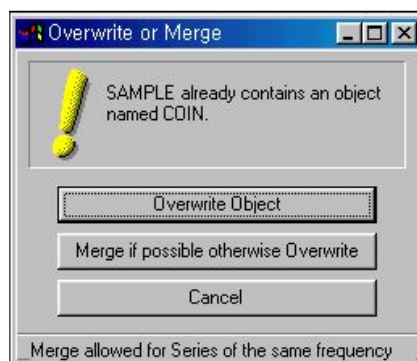 Overwrite or Merge
SAMPLE already contains an object
named COIN.
Overwrite Object
Merge if possible otherwise Overwrite
Cancel
Merge allowed for Series of the same frequency